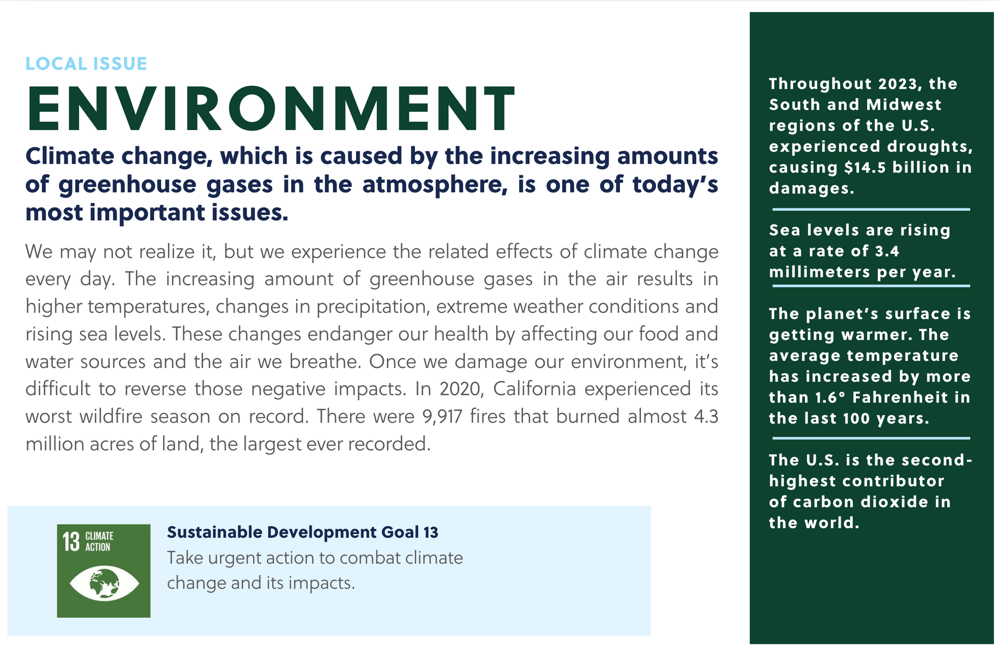 LOCAL ISSUE
ENVIRONMENT
Climate change, which is caused by the increasing amounts
of greenhouse gases in the atmosphere, is one of today’s
most important issues.
We may not realize it, but we experience the related effects of climate change
every day. The increasing amount of greenhouse gases in the air results in
higher temperatures, changes in precipitation, extreme weather conditions and
rising sea levels. These changes endanger our health by affecting our food and
water sources and the air we breathe. Once we damage our environment, it’s
difficult to reverse those negative impacts. In 2020, California experienced its
worst wildfire season on record. There were 9,917 fires that burned almost 4.3
million acres of land, the largest ever recorded.
13 CLIMATE
ACTION
Sustainable Development Goal 13
Take urgent action to combat climate
change and its impacts.
Throughout 2023, the
South and Midwest
regions of the U.S.
experienced droughts,
causing $14.5 billion in
damages.
Sea levels are rising
at a rate of 3.4
millimeters per year.
The planet’s surface is
getting warmer. The
average temperature
has increased by more
than 1.6° Fahrenheit in
the last 100 years.
The U.S. is the second-
highest contributor
of carbon dioxide in
the world.